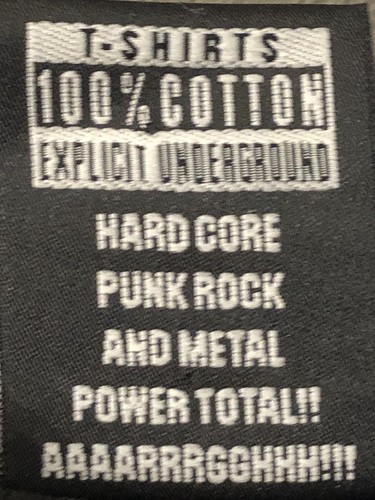 T-SHIRTS
100% COTTON
EXPLICIT UNDERGROUND
HARD CORE
PUNK ROCK
AND METAL
POWER TOTAL!!
AAAARRRGGHHH!!!